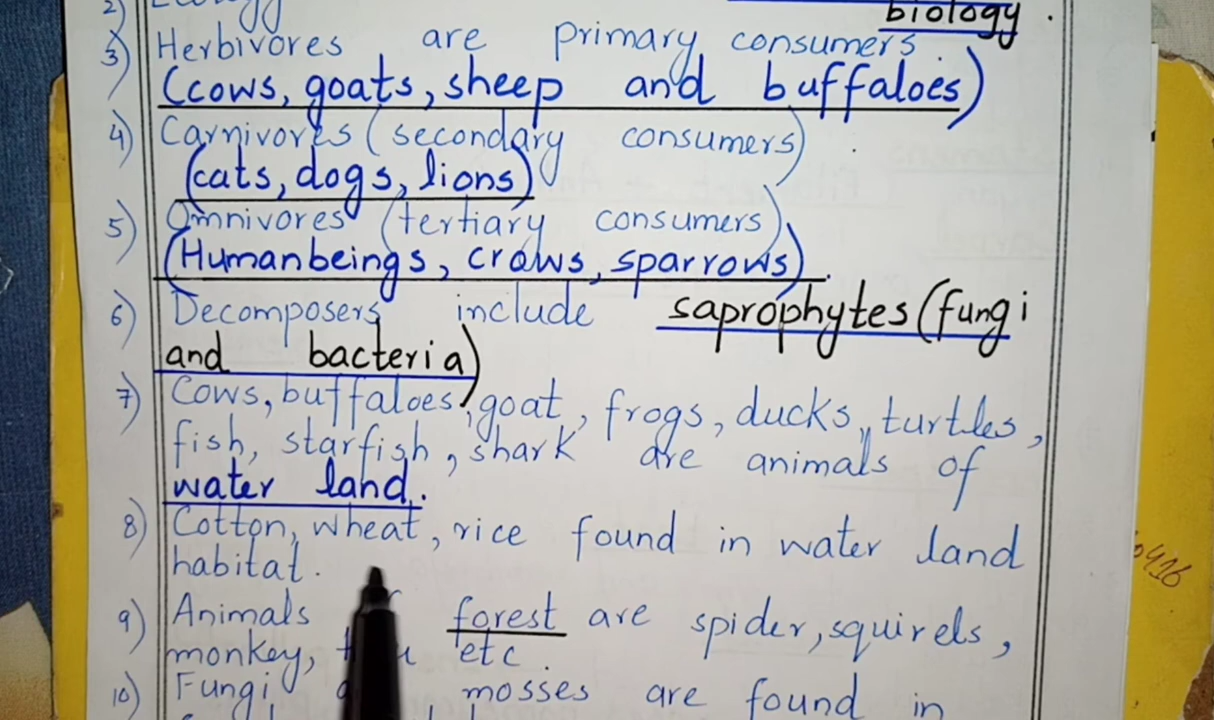 2) Ecology biology.
3) Herbivores are primary consumers.
(cows, goats, sheep and buffaloes)
4) Carnivores (secondary consumers).
(cats, dogs, lions)
5) Omnivores (tertiary consumers)
(Humanbeings, crows, sparrows).
6) Decomposers include saprophytes (fungi
and bacteria)
7) Cows, buffaloes, goat, frogs, ducks, turtles,
fish, starfish, shark are animals of
water land.
8) Cotton, wheat, rice found in water land
habitat.
9) Animals forest are spider, squirels,
monkey, etc.
10) Fungi mosses are found in